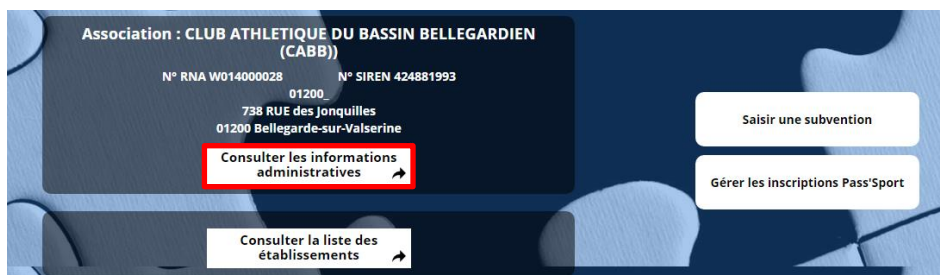 Association : CLUB ATHLETIQUE DU BASSIN BELLEGARDIEN
(CABB))
N° RNA W014000028 N° SIREN 424881993
01200_
738 RUE des Jonquilles
01200 Bellegarde-sur-Valserine
Consulter les informations
administratives
Saisir une subvention
Gérer les inscriptions Pass'Sport
Consulter la liste des
établissements